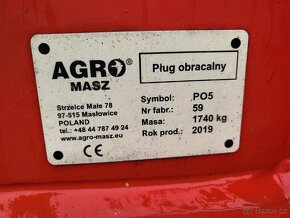 AGRO®
MASZ
Pług obracalny
Strzelce Małe 78
97-515 Masłowice
POLAND
tel.: +48 44 787 49 24
www.agro-masz.eu
CE
Symbol: PO5
Nr fabr.: 59
Masa: 1740 kg
Rok prod.: 2019